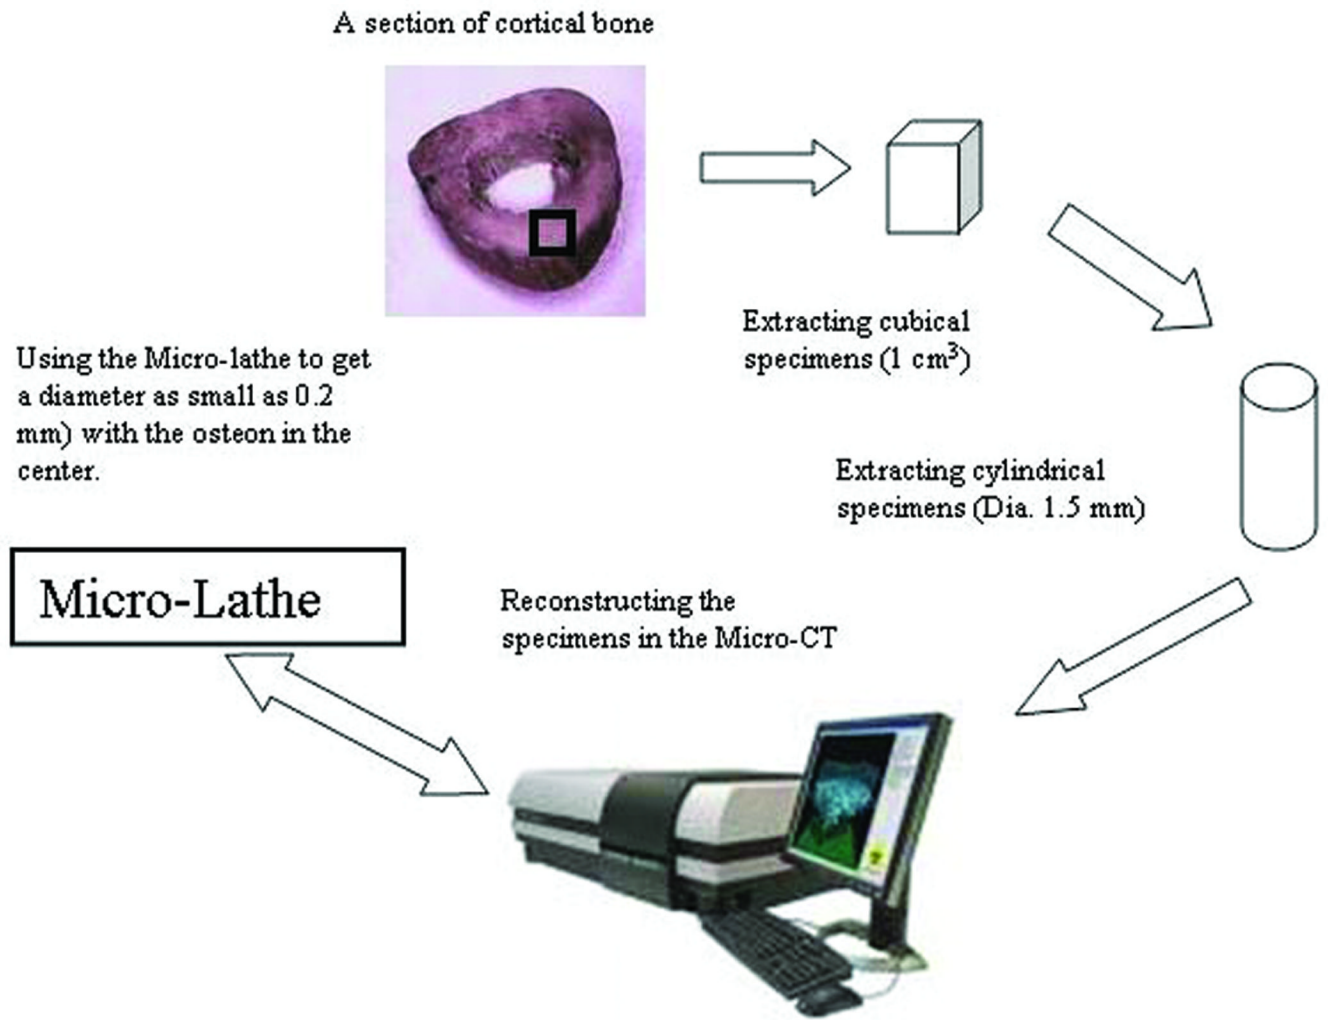 A section of cortical bone
Extracting cubical
specimens (1 cm³)
Extracting cylindrical
specimens (Dia. 1.5 mm)
Reconstructing the
specimens in the Micro-CT
Using the Micro-lathe to get
a diameter as small as 0.2
mm) with the osteon in the
center.
Micro-Lathe